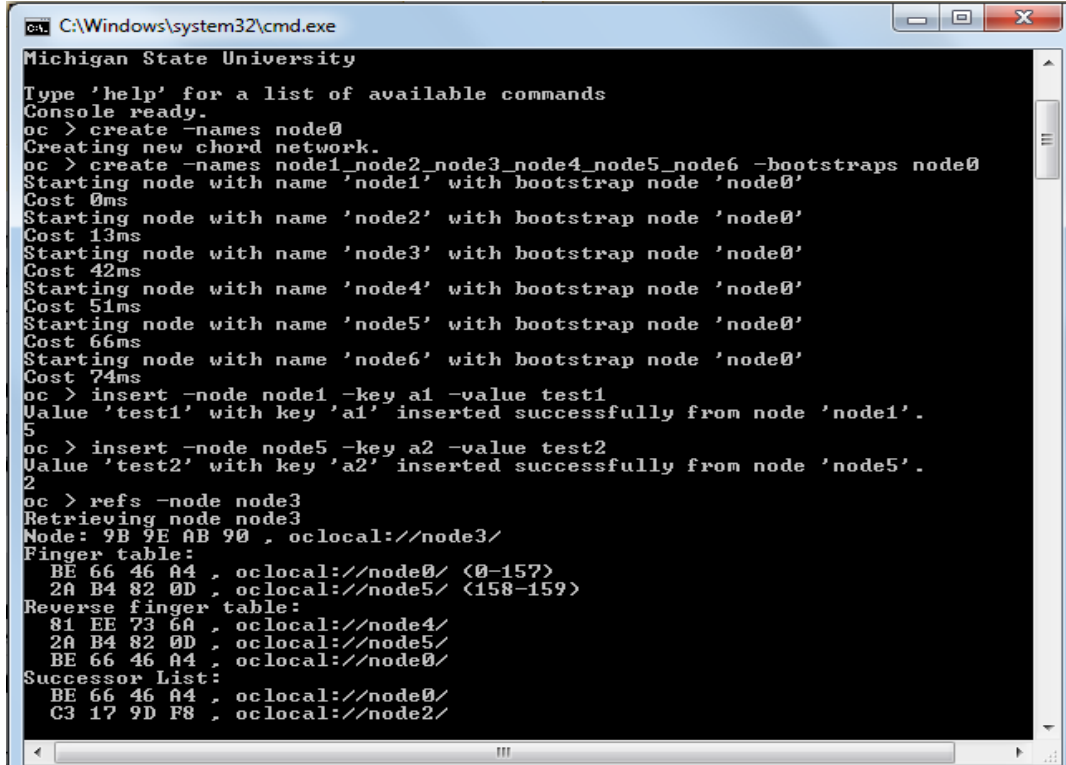 C:\Windows\system32\cmd.exe
Michigan State University
Type 'help' for a list of available commands
Console ready.
oc > create -names node0
Creating new chord network.
oc > create -names node1_node2_node3_node4_node5_node6 -bootstraps node0
Starting node with name 'node1' with bootstrap node 'node0'
Cost 0ms
Starting node with name 'node2' with bootstrap node 'node0'
Cost 13ms
Starting node with name 'node3' with bootstrap node 'node0'
Cost 42ms
Starting node with name 'node4' with bootstrap node 'node0'
Cost 51ms
Starting node with name 'node5' with bootstrap node 'node0'
Cost 66ms
Starting node with name 'node6' with bootstrap node 'node0'
Cost 74ms
oc > insert -node node1 -key a1 -value test1
Value 'test1' with key 'a1' inserted successfully from node 'node1'.
5
oc > insert -node node5 -key a2 -value test2
Value 'test2' with key 'a2' inserted successfully from node 'node5'.
2
oc > refs -node node3
Retrieving node node3
Node: 9B 9E AB 90 , oclocal://node3/
Finger table:
BE 66 46 A4 , oclocal://node0/ (0-157)
2A B4 82 0D , oclocal://node5/ (158-159)
Reverse finger table:
81 EE 73 6A , oclocal://node4/
2A B4 82 0D , oclocal://node5/
BE 66 46 A4 , oclocal://node0/
Successor List:
BE 66 46 A4 , oclocal://node0/
C3 17 9D F8 , oclocal://node2/